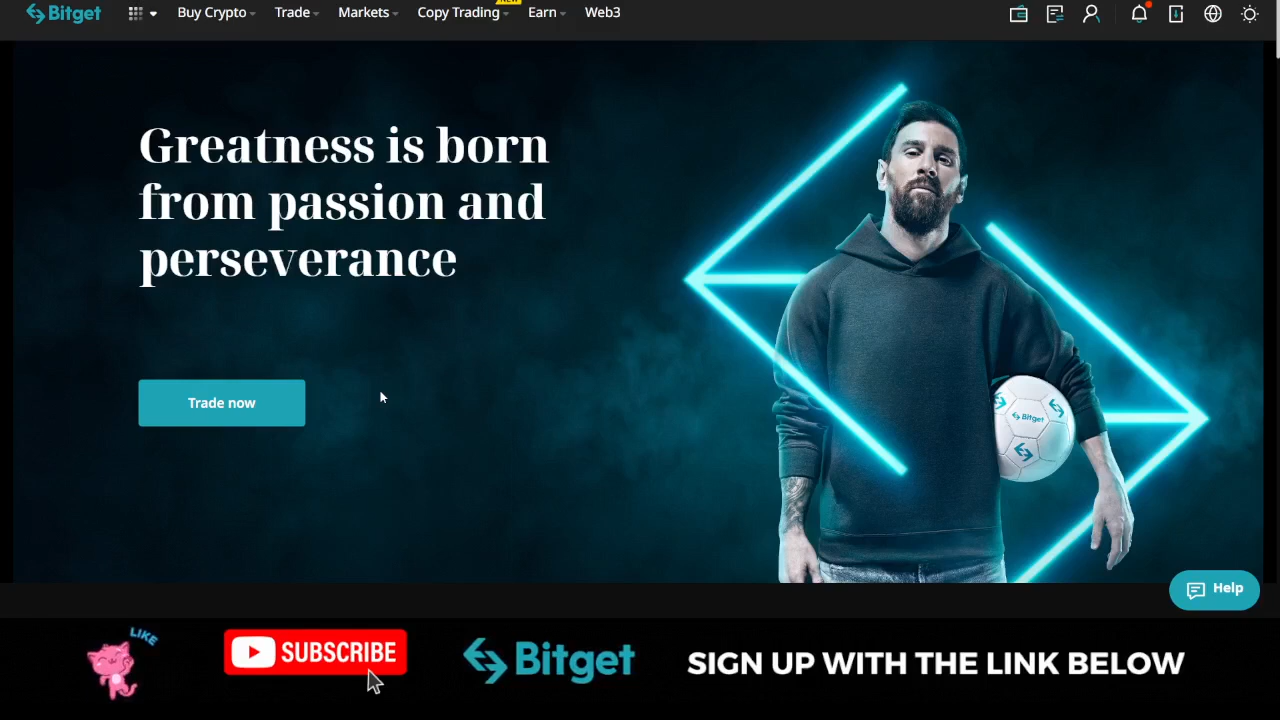 Bitget Buy Crypto Trade Markets Copy Trading NEW Earn Web3
Greatness is born
from passion and
perseverance
Trade now
Bitget
Help
LIKE
SUBSCRIBE
Bitget
SIGN UP WITH THE LINK BELOW